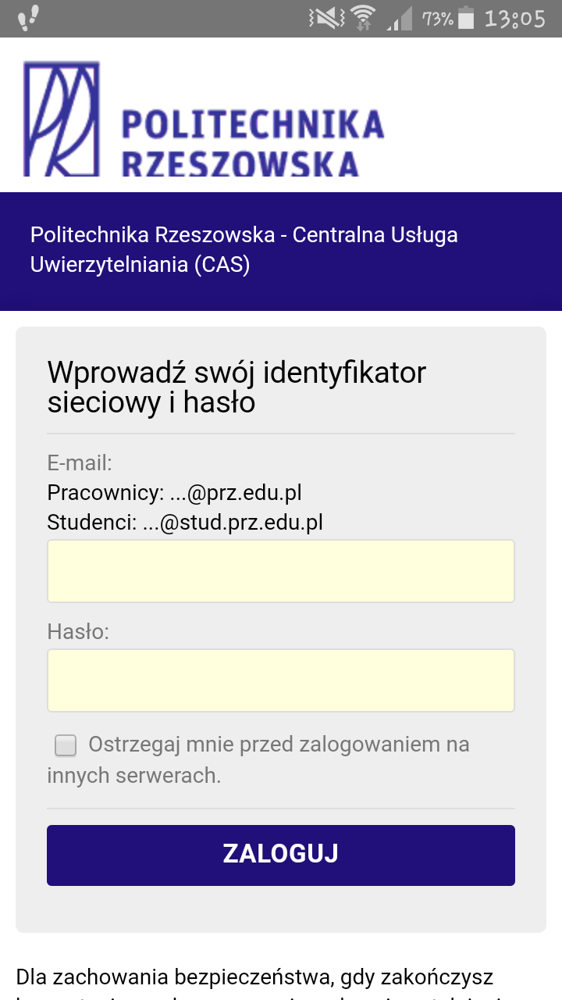 73% 13:05
POLITECHNIKA
RZESZOWSKA
Politechnika Rzeszowska - Centralna Usługa
Uwierzytelniania (CAS)
Wprowadź swój identyfikator
sieciowy i hasło
E-mail:
Pracownicy: ...@prz.edu.pl
Studenci: ...@stud.prz.edu.pl
Hasło:
Ostrzegaj mnie przed zalogowaniem na
innych serwerach.
ZALOGUJ
Dla zachowania bezpieczeństwa, gdy zakończysz